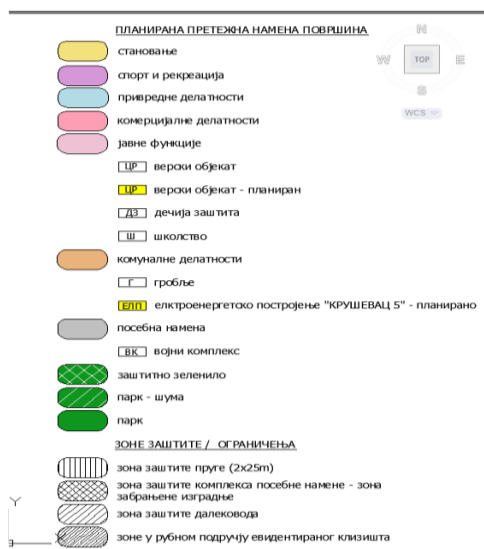 ПЛАНИРАНА ПРЕТЕЖНА НАМЕНА ПОВРШИНА
становање
спорт и рекреација
привредне делатности
комерцијалне делатности
јавне функције
ЦР верски објекат
ЦР верски објекат - планиран
ДЗ дечија заштита
Ш школство
комуналне делатности
Г гробље
ЕЛП елктроенергетско постројење "КРУШЕВАЦ 5" - планирано
посебна намена
ВК војни комплекс
заштитно зеленило
парк - шума
парк
ЗОНЕ ЗАШТИТЕ / ОГРАНИЧЕЊА
зона заштите пруге (2x25m)
зона заштите комплекса посебне намене - зона
забрањене изградње
зона заштите далековода
зоне у рубном подручју евидентираног клизишта
N
W TOP E
S
WCS
Y
X